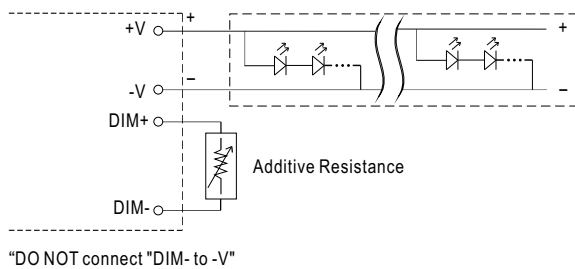 +V
+
+
-V
–
–
DIM+
Additive Resistance
DIM-
“DO NOT connect "DIM- to -V"